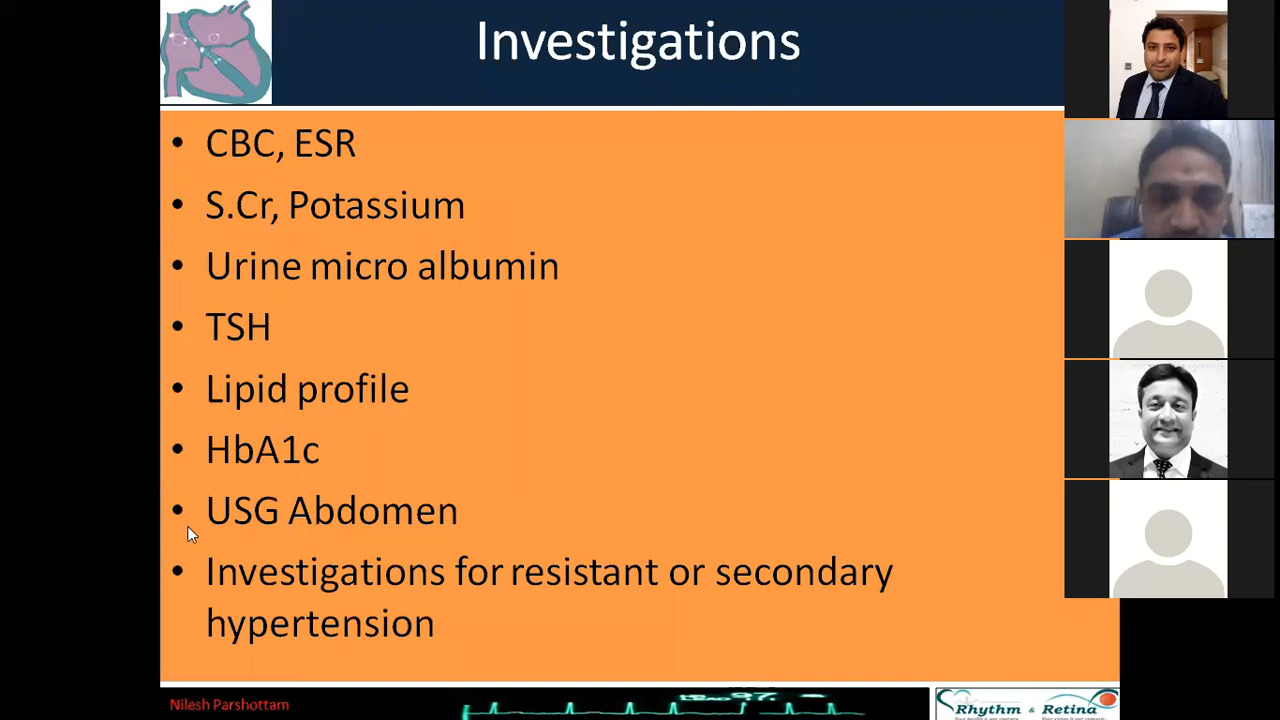 Investigations
• CBC, ESR
• S.Cr, Potassium
• Urine micro albumin
• TSH
• Lipid profile
• HbA1c
• USG Abdomen
• Investigations for resistant or secondary
hypertension
Nilesh Parshottam
Rhythm & Retina